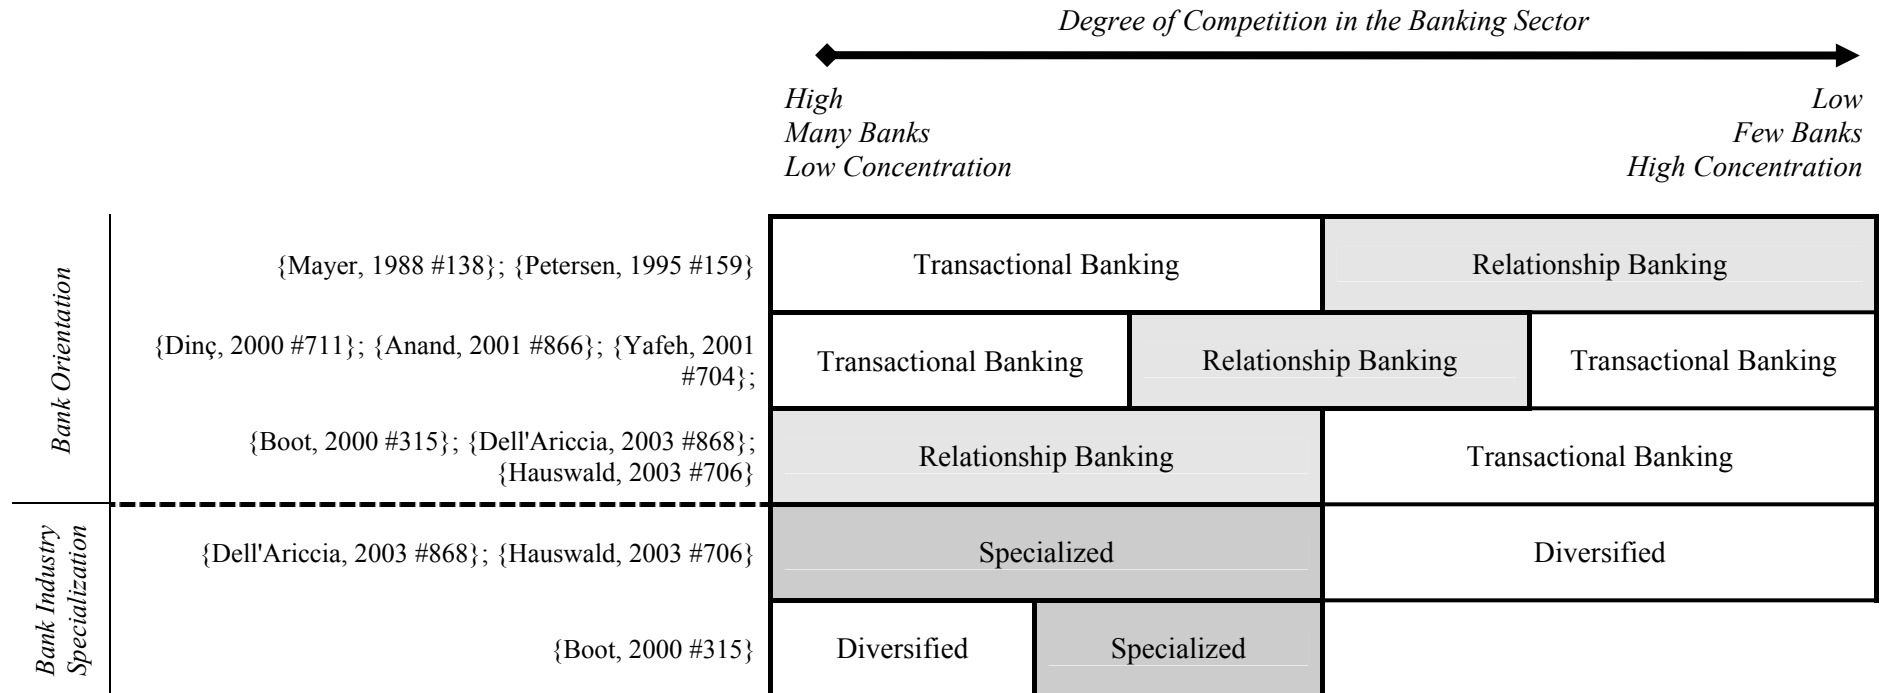 Degree of Competition in the Banking Sector
High
Many Banks
Low Concentration
Low
Few Banks
High Concentration
Bank Orientation
{Mayer, 1988 #138}; {Petersen, 1995 #159}
Transactional Banking
Relationship Banking
{Dinç, 2000 #711}; {Anand, 2001 #866}; {Yafeh, 2001
#704};
Transactional Banking
Relationship Banking
Transactional Banking
{Boot, 2000 #315}; {Dell'Ariccia, 2003 #868};
{Hauswald, 2003 #706}
Relationship Banking
Transactional Banking
Bank Industry
Specialization
{Dell'Ariccia, 2003 #868}; {Hauswald, 2003 #706}
Specialized
Diversified
{Boot, 2000 #315}
Diversified
Specialized